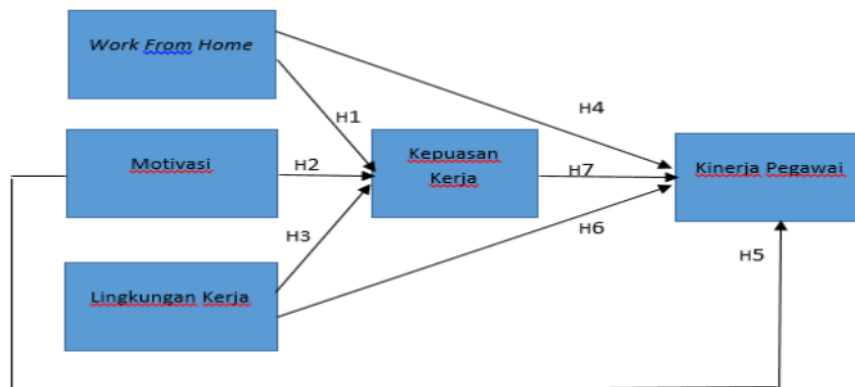 Work From Home
H4
H1
Motivasi
H2
Kepuasan
Kerja
H7
Kinerja Pegawai
H3
H6
H5
Lingkungan Kerja